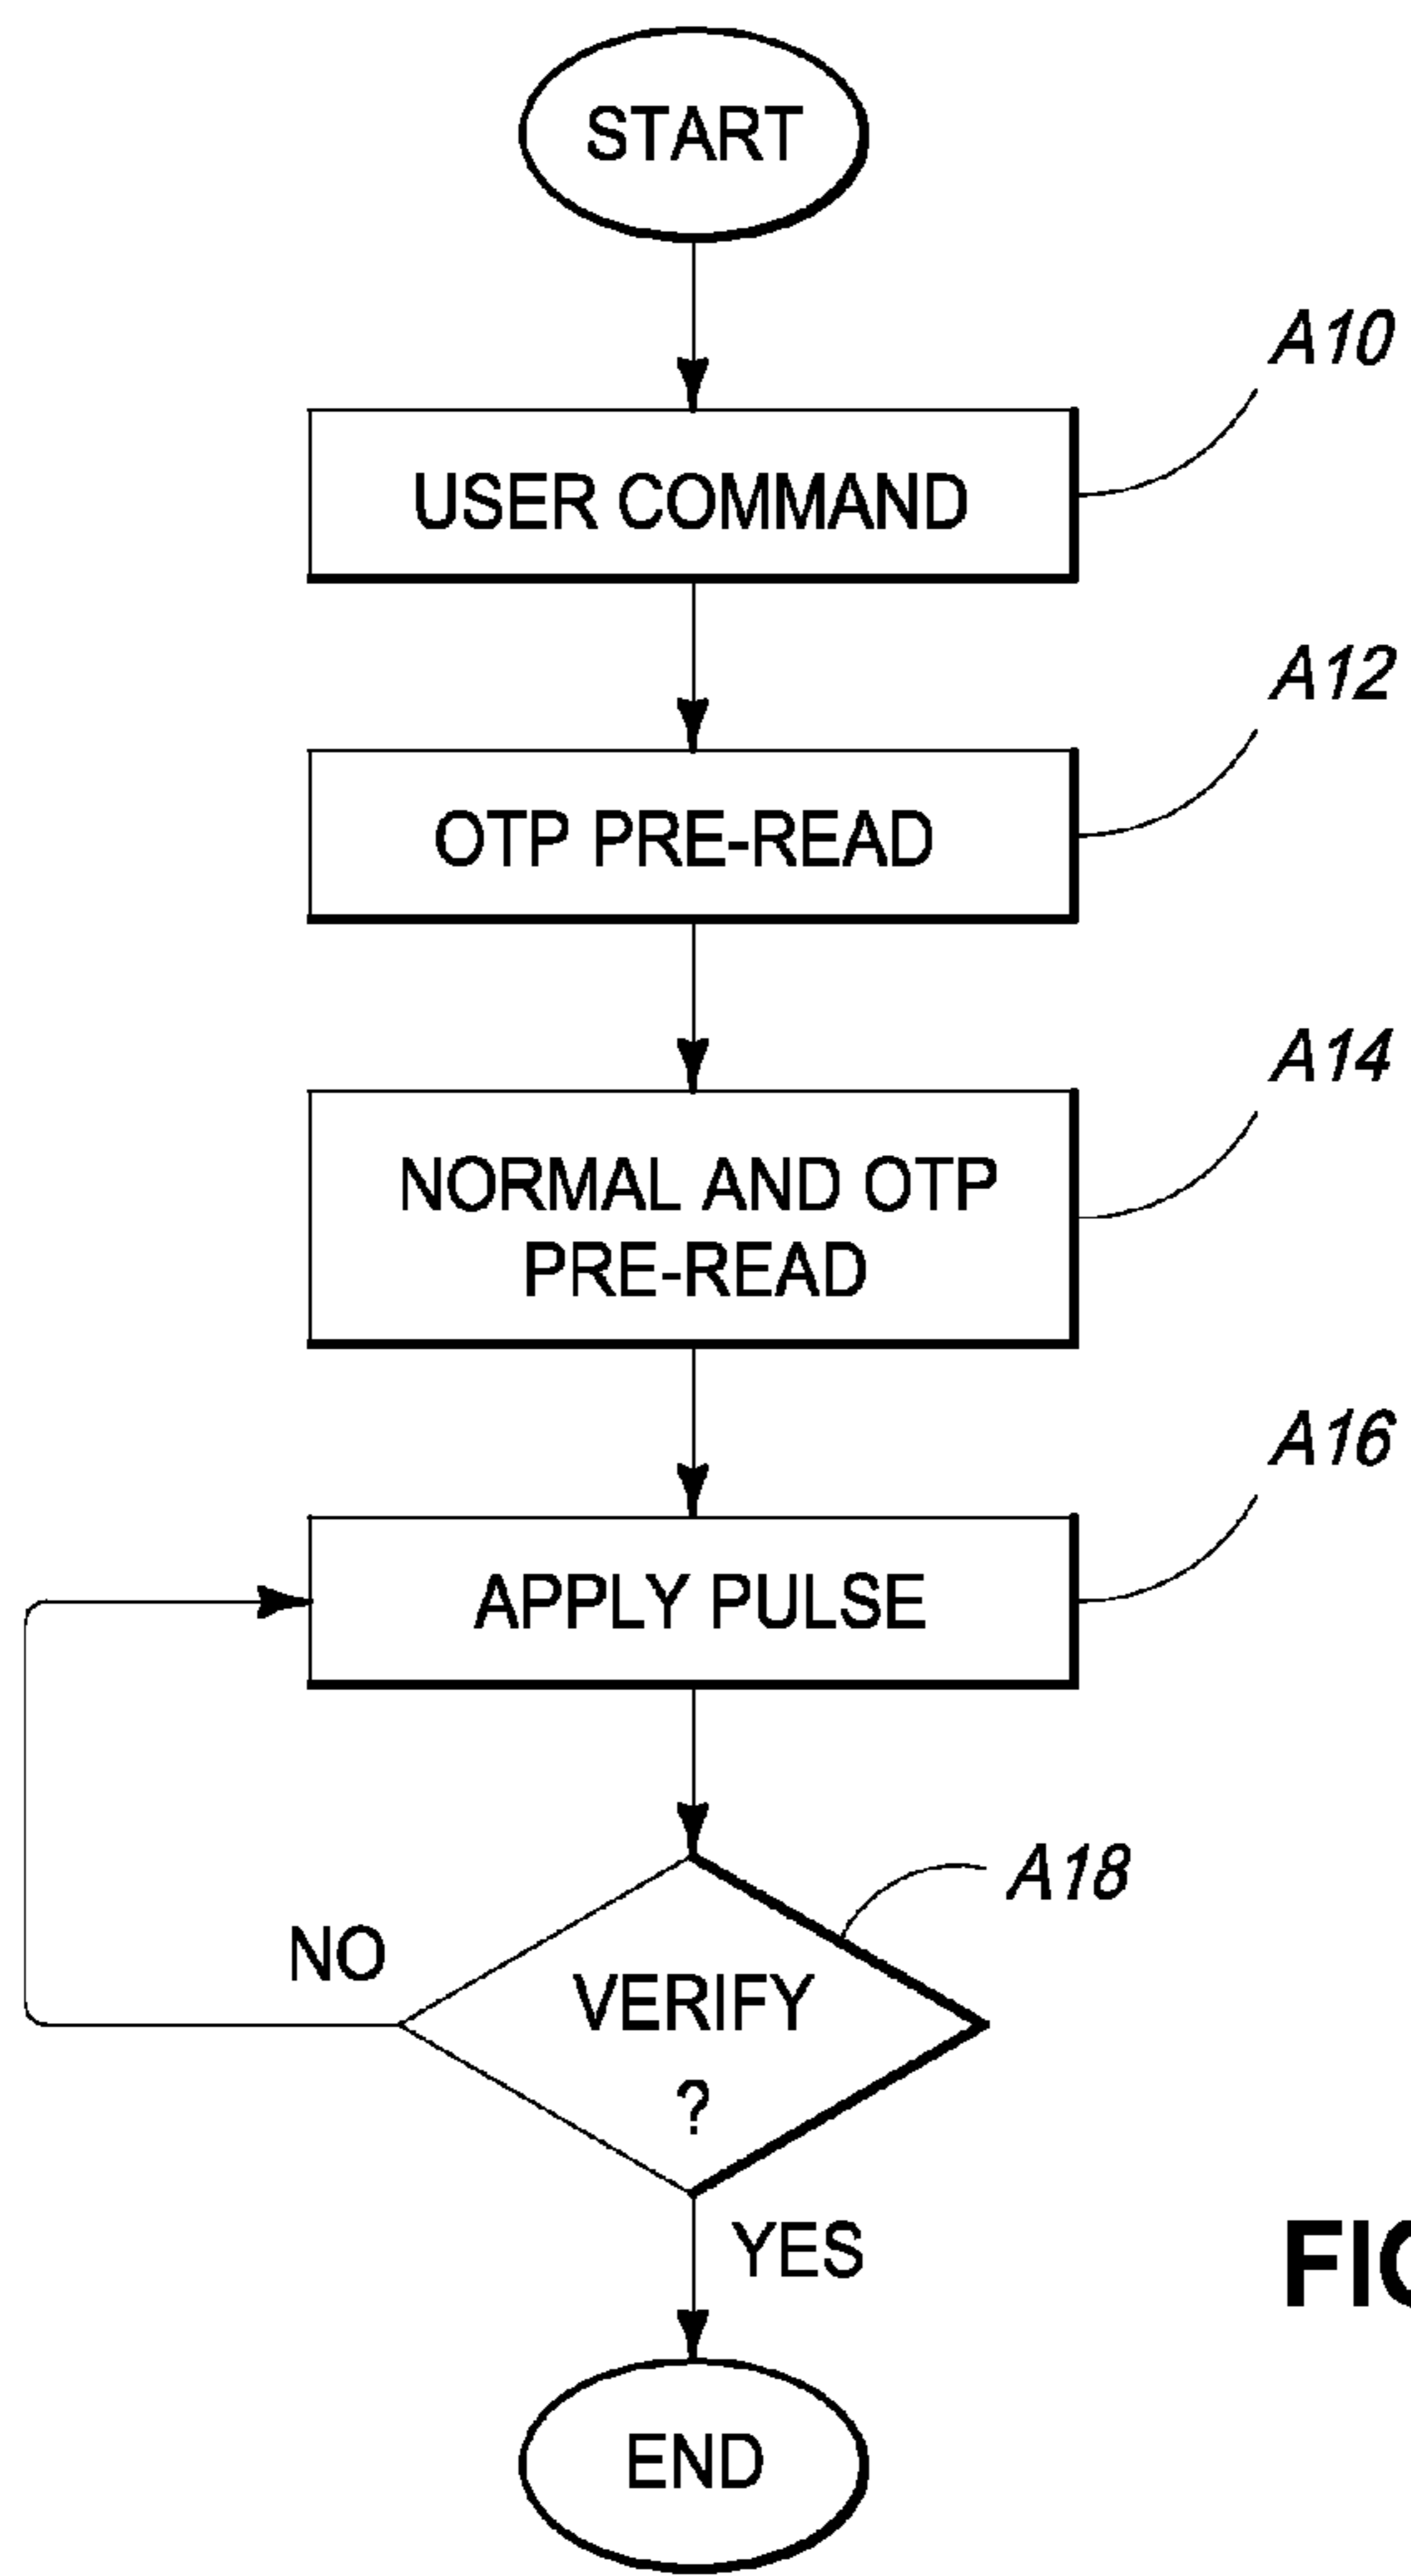 START
A10
USER COMMAND
A12
OTP PRE-READ
A14
NORMAL AND OTP
PRE-READ
A16
APPLY PULSE
A18
NO
VERIFY
?
YES
END